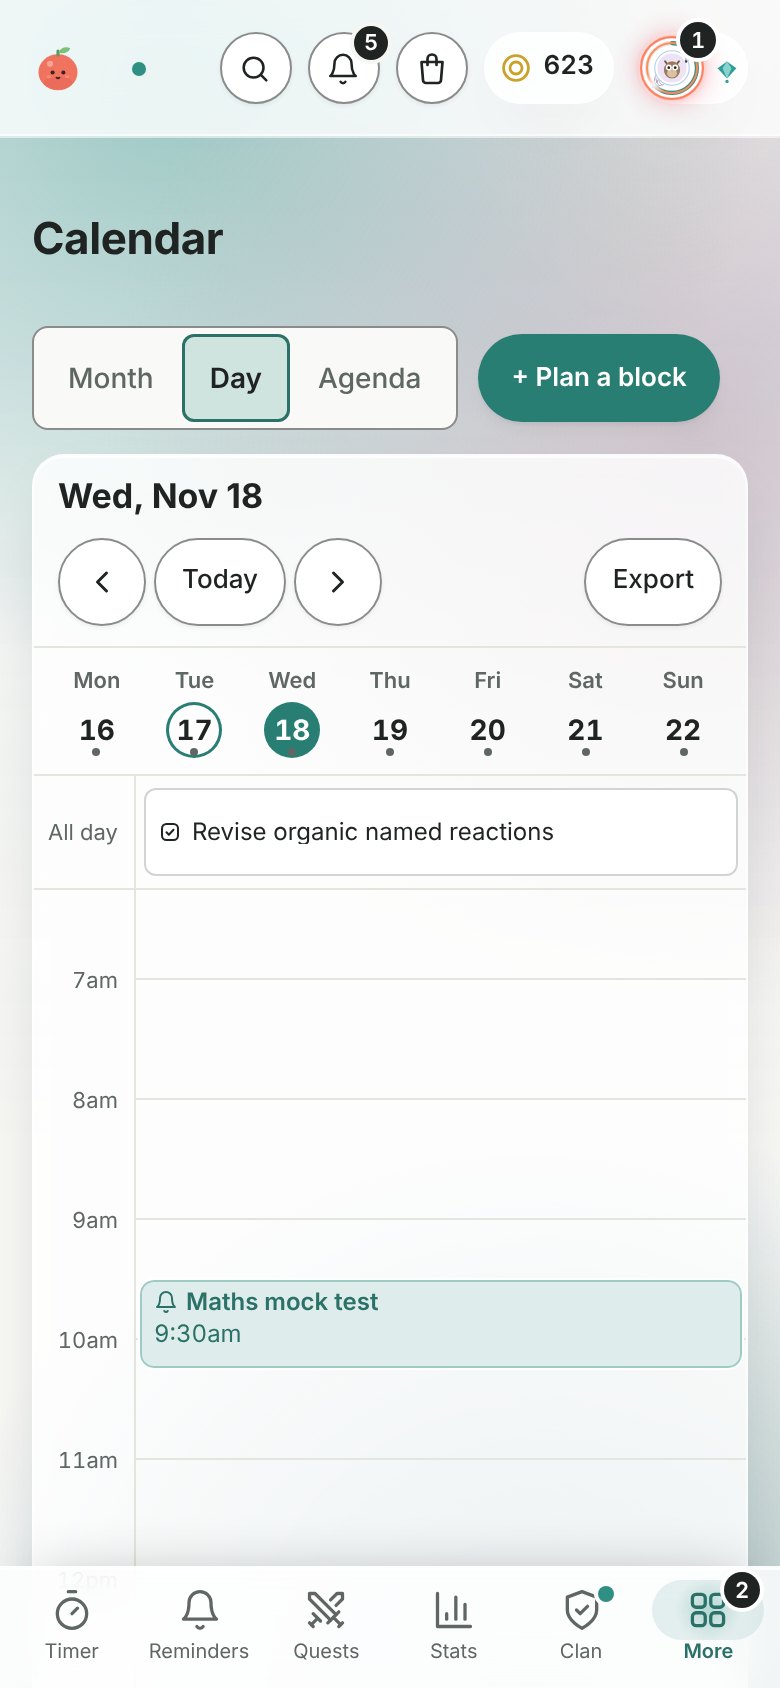 5
623
1
Calendar
Month Day Agenda
+ Plan a block
Wed, Nov 18
Today
Export
Mon Tue Wed Thu Fri Sat Sun
16 17 18 19 20 21 22
All day
Revise organic named reactions
7am
8am
9am
Maths mock test
9:30am
10am
11am
12pm
2
Timer Reminders Quests Stats Clan More